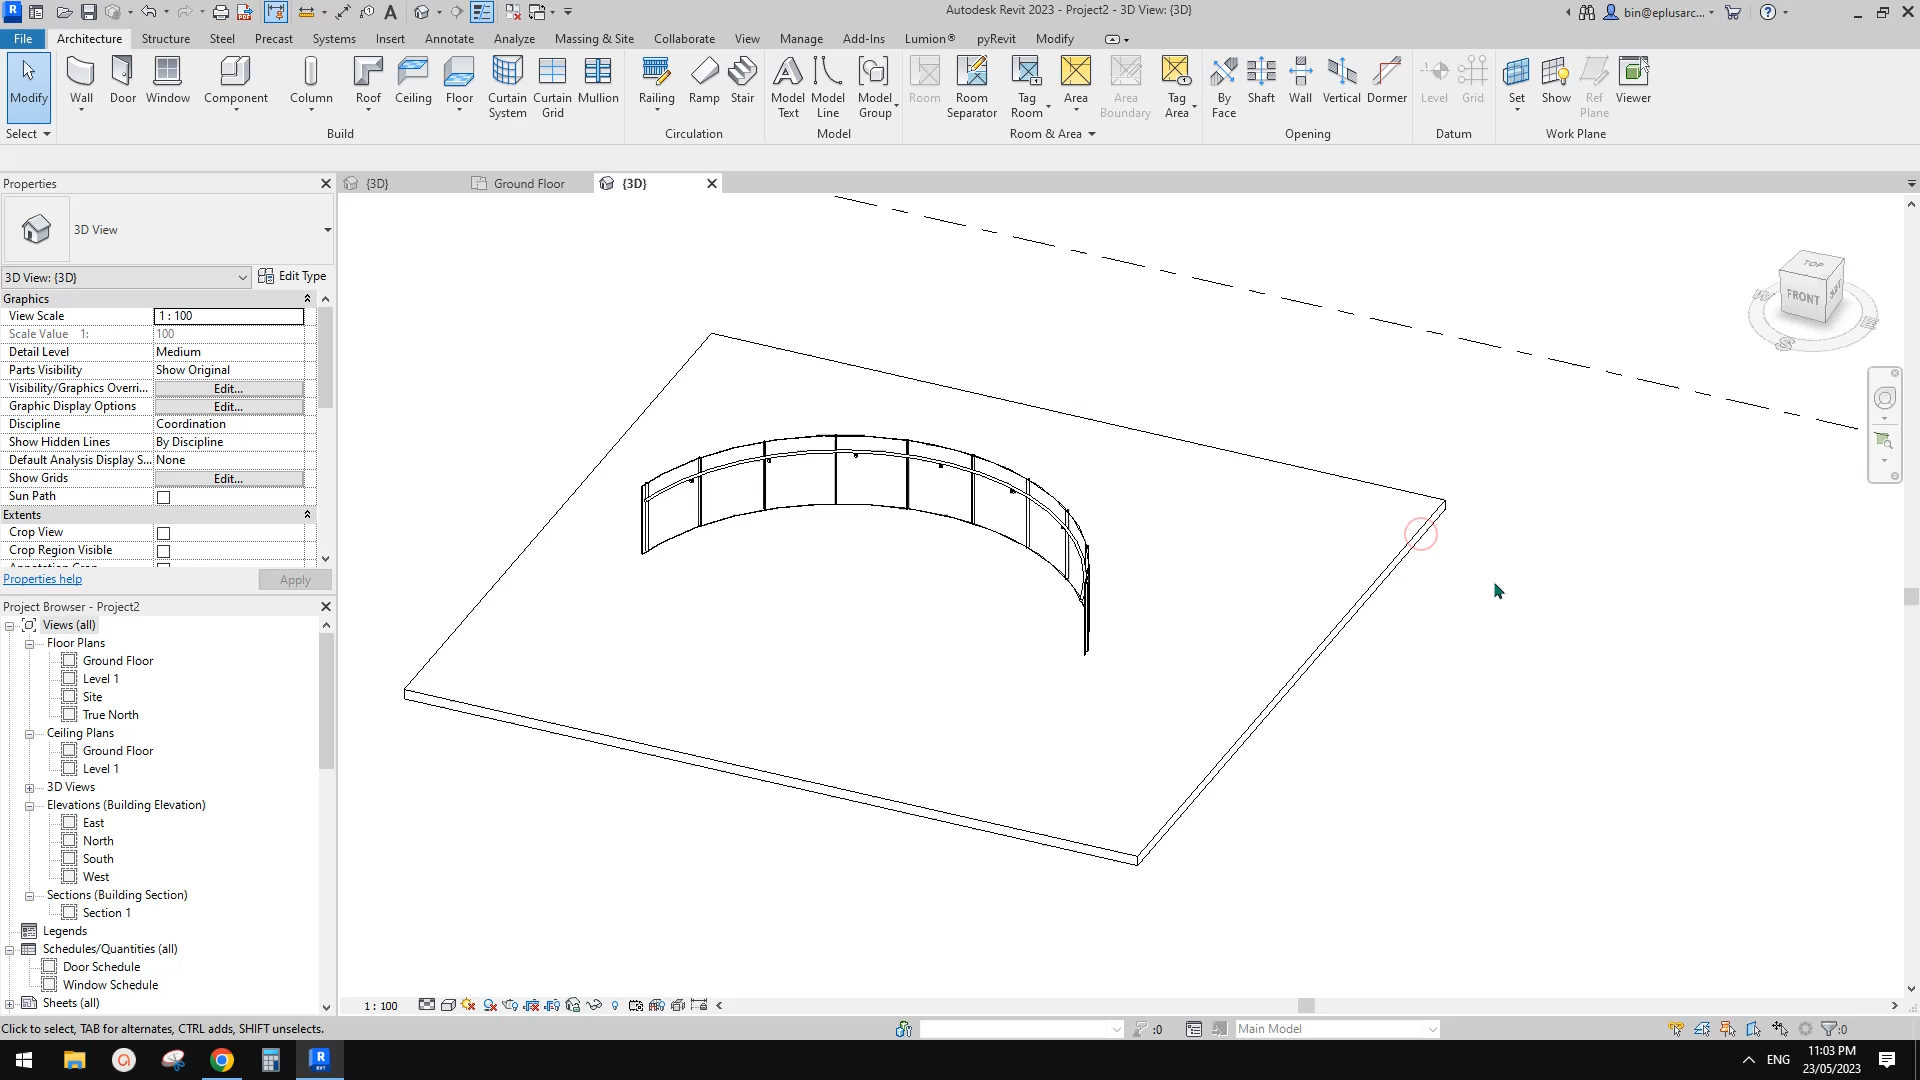 Autodesk Revit 2023 - Project2 - 3D View: {3D}
bin@eplusarc...
File
Architecture
Structure
Steel
Precast
Systems
Insert
Annotate
Analyze
Massing & Site
Collaborate
View
Manage
Add-Ins
Lumion®
pyRevit
Modify
Modify
Wall
Door
Window
Component
Column
Roof
Ceiling
Floor
Curtain System
Curtain Grid
Mullion
Railing
Ramp
Stair
Model Text
Model Line
Model Group
Room
Room Separator
Tag Room
Area
Area Boundary
Tag Area
By Face
Shaft
Wall
Vertical
Dormer
Level
Grid
Set
Show
Ref Plane
Viewer
Select
Build
Circulation
Model
Room & Area
Opening
Datum
Work Plane
Properties
{3D}
Ground Floor
{3D}
3D View
3D View: {3D}
Edit Type
Graphics
View Scale 1 : 100
Scale Value 1: 100
Detail Level Medium
Parts Visibility Show Original
Visibility/Graphics Overri... Edit...
Graphic Display Options Edit...
Discipline Coordination
Show Hidden Lines By Discipline
Default Analysis Display S... None
Show Grids Edit...
Sun Path
Extents
Crop View
Crop Region Visible
Properties help
Apply
TOP
FRONT
Project Browser - Project2
Views (all)
Floor Plans
Ground Floor
Level 1
Site
True North
Ceiling Plans
Ground Floor
Level 1
3D Views
Elevations (Building Elevation)
East
North
South
West
Sections (Building Section)
Section 1
Legends
Schedules/Quantities (all)
Door Schedule
Window Schedule
Sheets (all)
1 : 100
Click to select, TAB for alternates, CTRL adds, SHIFT unselects.
:0
Main Model
:0
ENG
11:03 PM
23/05/2023